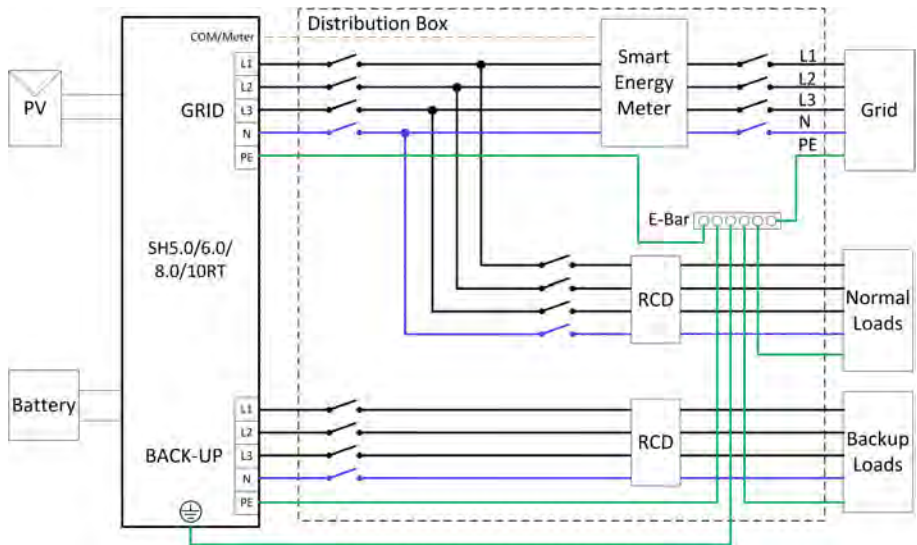 Distribution Box
COM/Meter
PV
GRID
L1
L2
L3
N
PE
Smart
Energy
Meter
L1
L2
L3
N
PE
Grid
E-Bar
SH5.0/6.0/
8.0/10RT
RCD
Normal
Loads
Battery
BACK-UP
L1
L2
L3
N
PE
RCD
Backup
Loads